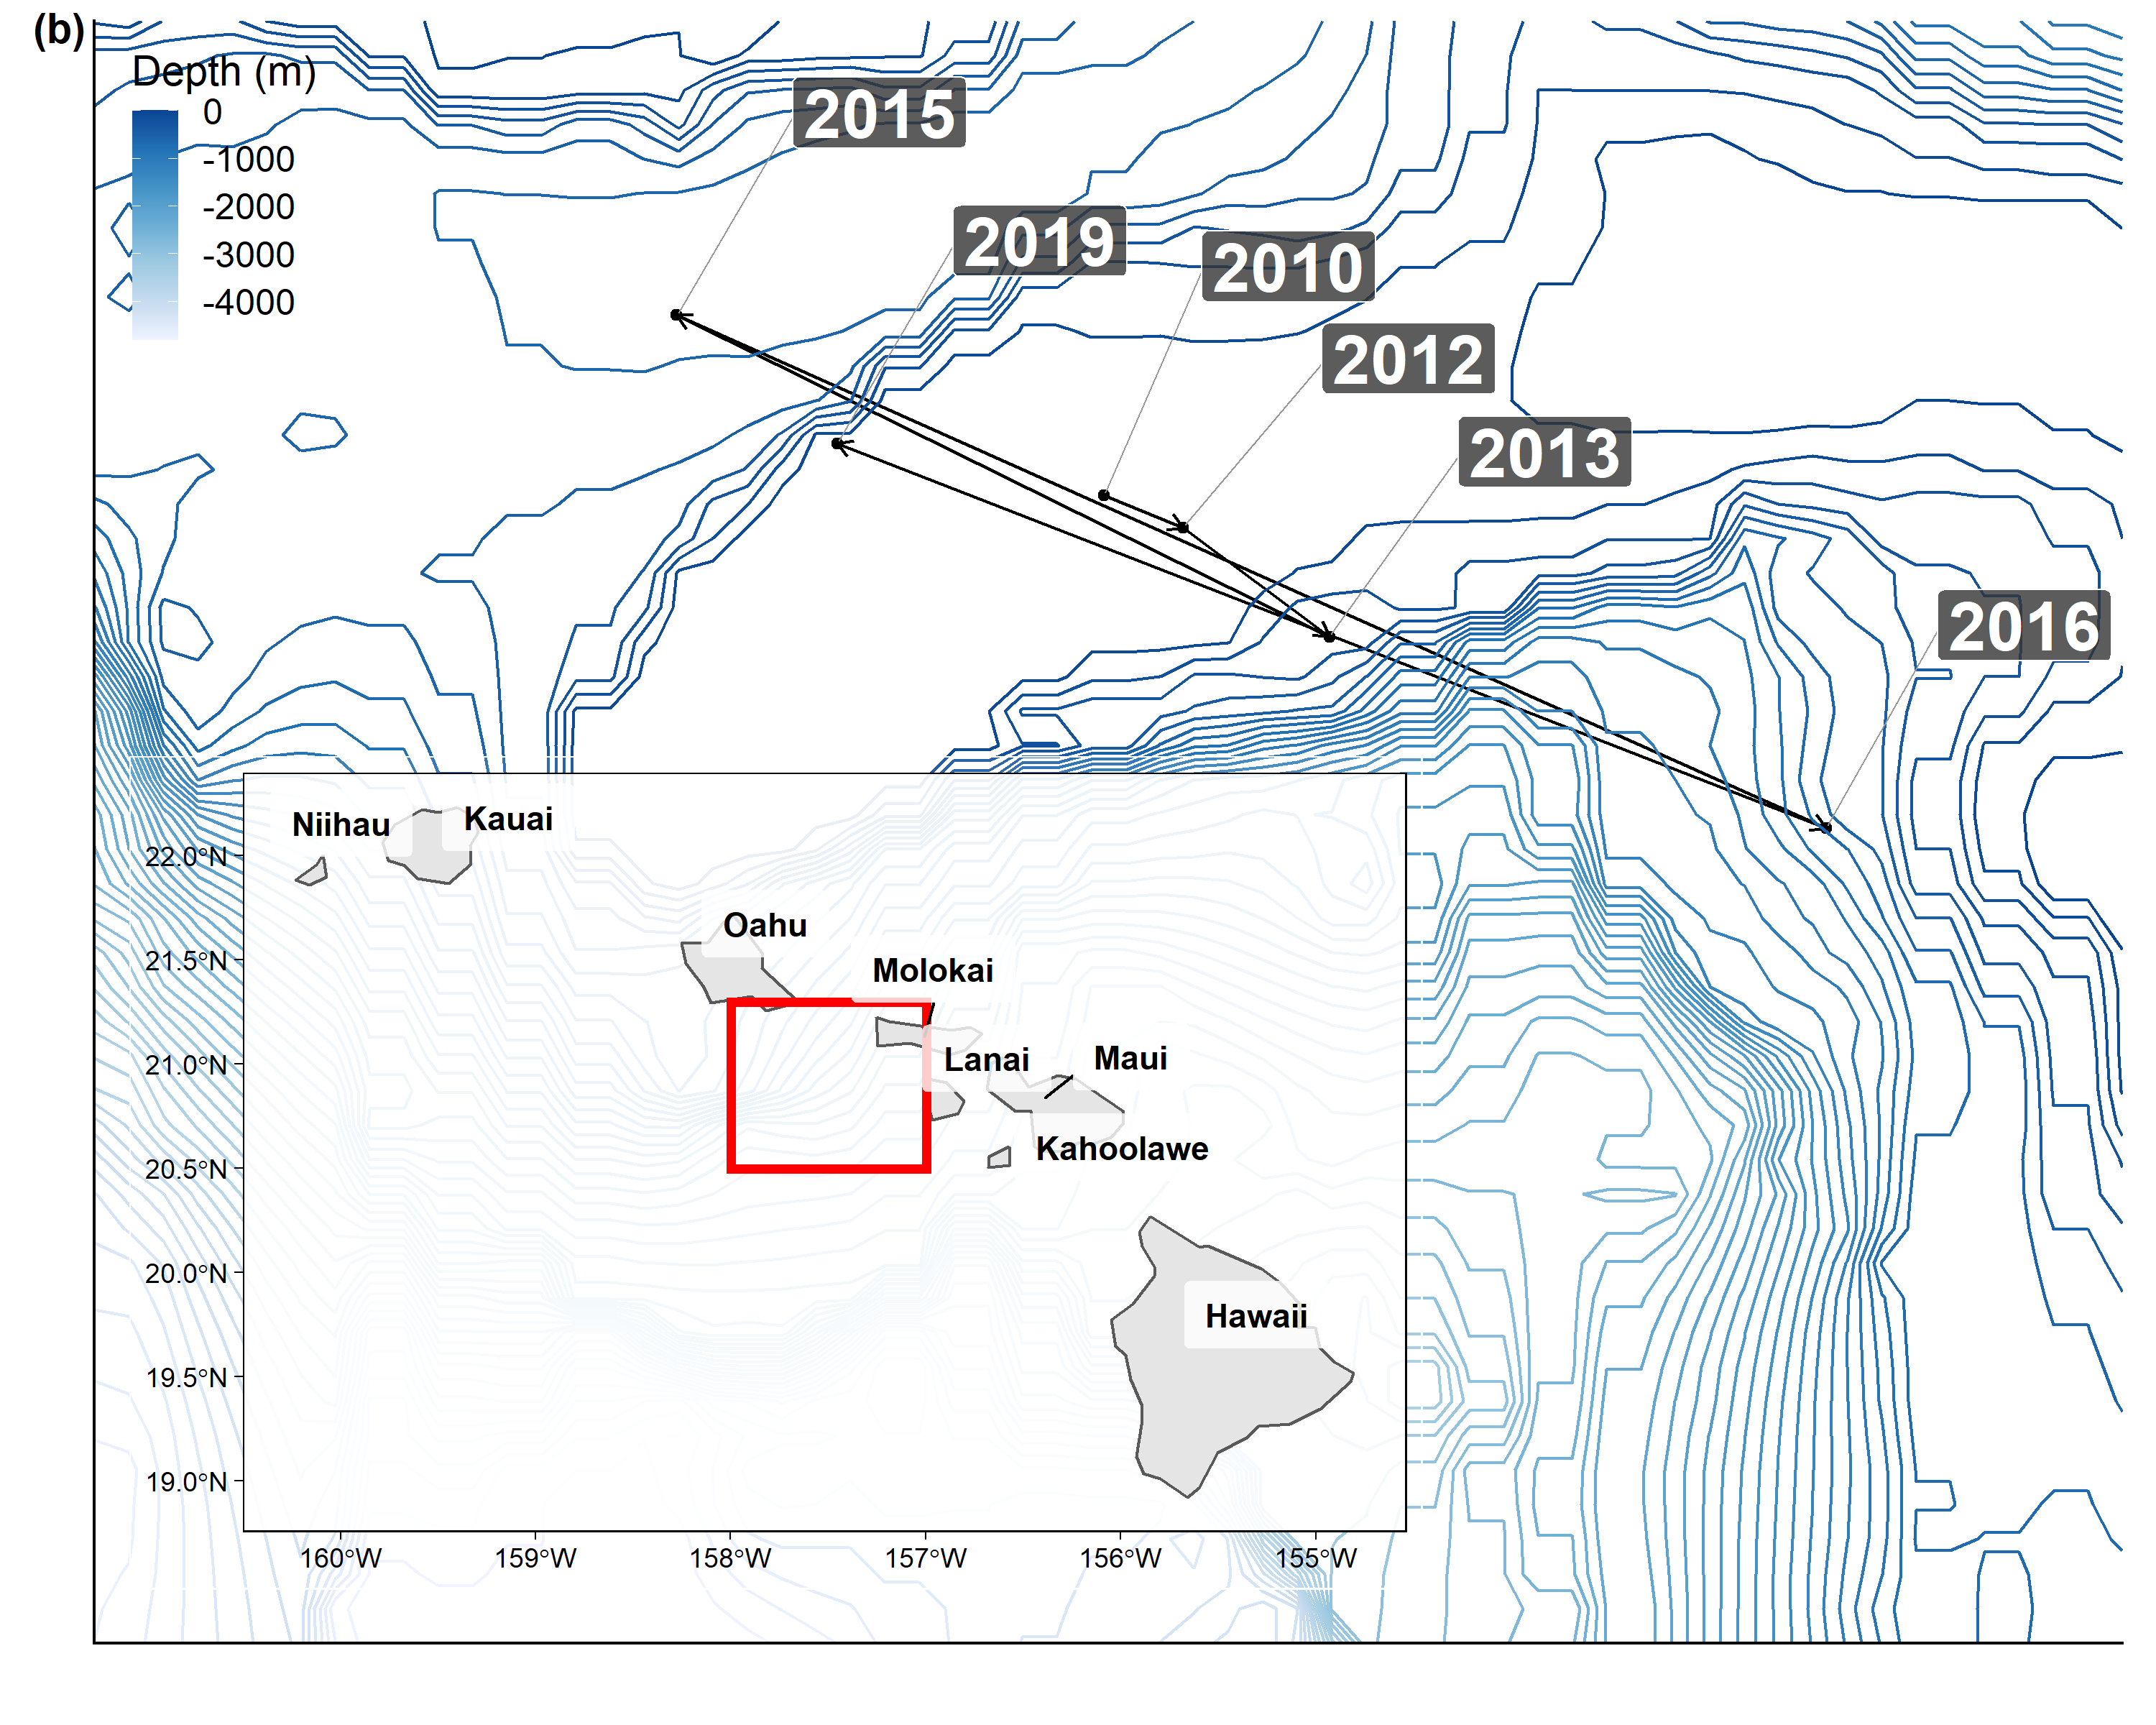 (b)
Depth (m)
0
-1000
-2000
-3000
-4000
2015
2019
2010
2012
2013
2016
Niihau
Kauai
Oahu
Molokai
Lanai
Maui
Kahoolawe
Hawaii
22.0°N
21.5°N
21.0°N
20.5°N
20.0°N
19.5°N
19.0°N
160°W
159°W
158°W
157°W
156°W
155°W